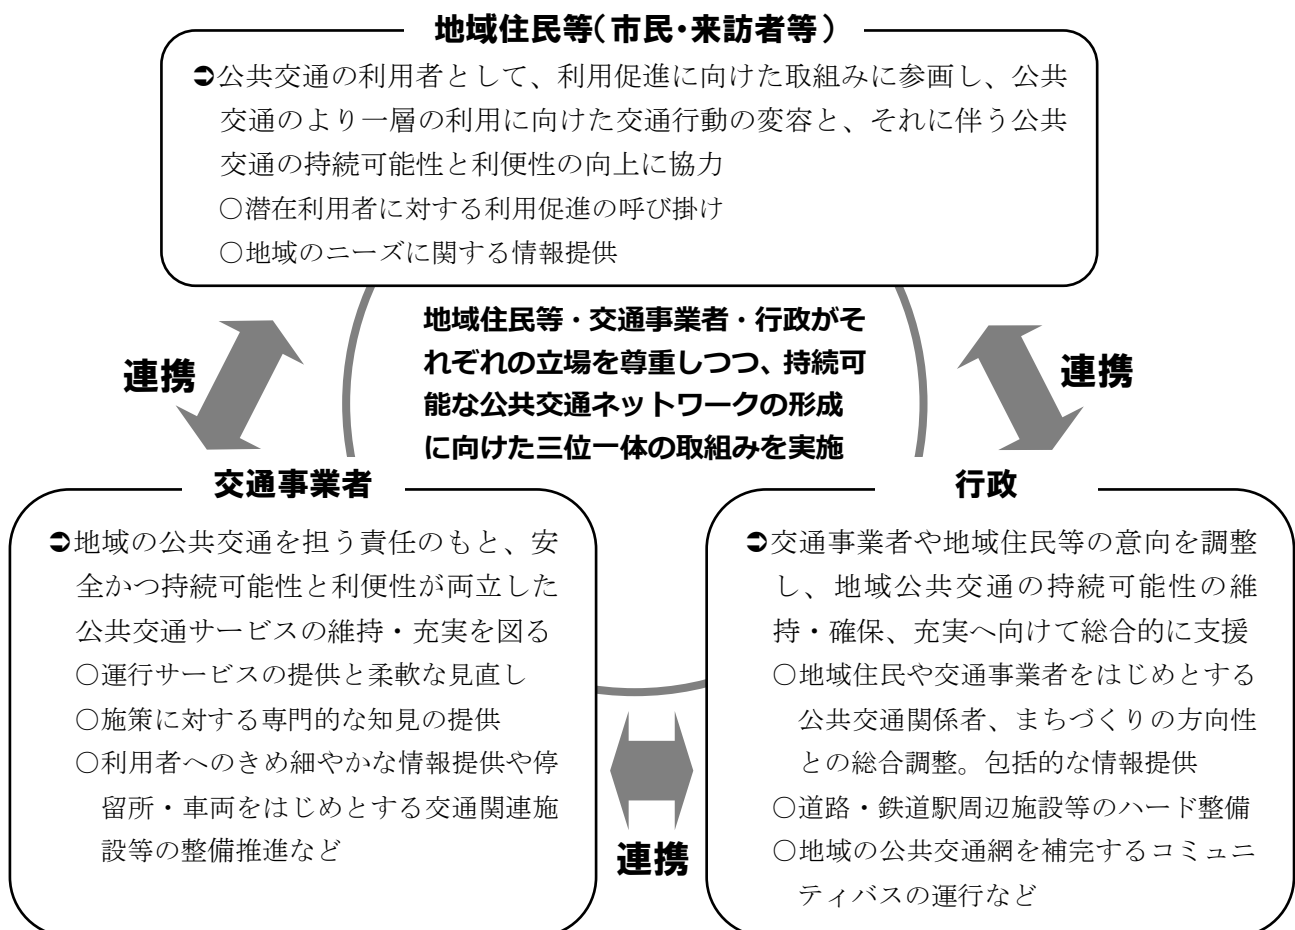 地域住民等(市民・来訪者等)
➲公共交通の利用者として、利用促進に向けた取組みに参画し、公共
交通のより一層の利用に向けた交通行動の変容と、それに伴う公共
交通の持続可能性と利便性の向上に協力
○潜在利用者に対する利用促進の呼び掛け
○地域のニーズに関する情報提供
地域住民等・交通事業者・行政がそ
れぞれの立場を尊重しつつ、持続可
能な公共交通ネットワークの形成
に向けた三位一体の取組みを実施
連携
連携
交通事業者
➲地域の公共交通を担う責任のもと、安
全かつ持続可能性と利便性が両立した
公共交通サービスの維持・充実を図る
○運行サービスの提供と柔軟な見直し
○施策に対する専門的な知見の提供
○利用者へのきめ細やかな情報提供や停
留所・車両をはじめとする交通関連施
設等の整備推進など
行政
➲交通事業者や地域住民等の意向を調整
し、地域公共交通の持続可能性の維
持・確保、充実へ向けて総合的に支援
○地域住民や交通事業者をはじめとする
公共交通関係者、まちづくりの方向性
との総合調整。包括的な情報提供
○道路・鉄道駅周辺施設等のハード整備
○地域の公共交通網を補完するコミュニ
ティバスの運行など
連携